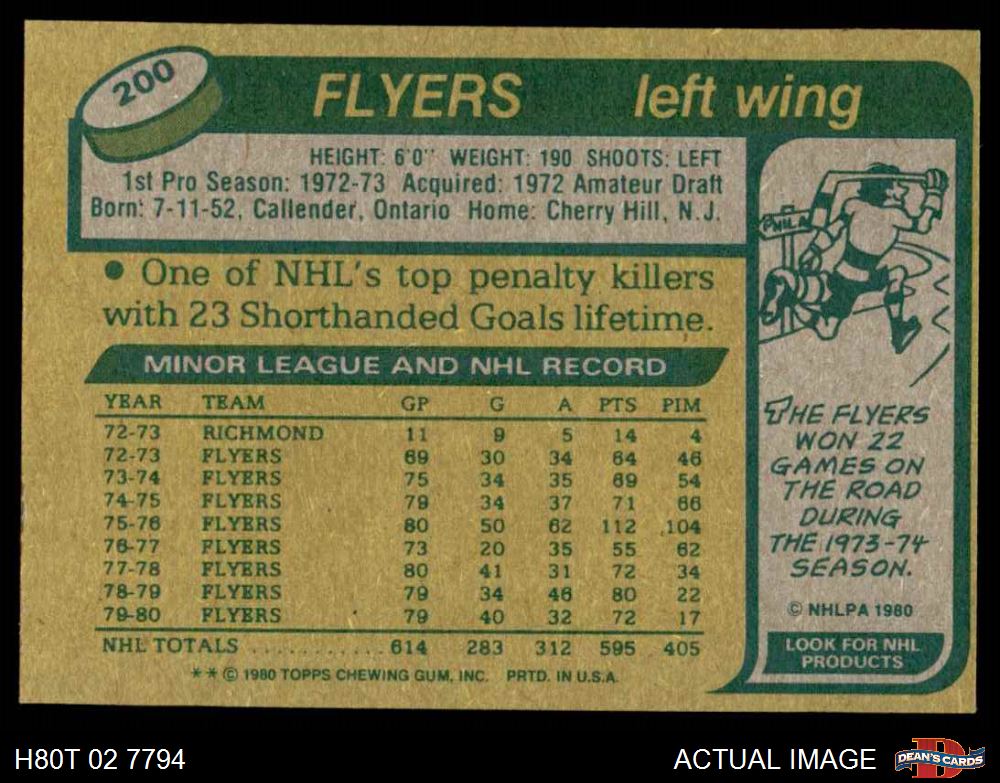 200
FLYERS left wing
HEIGHT: 6'0" WEIGHT: 190 SHOOTS: LEFT
1st Pro Season: 1972-73 Acquired: 1972 Amateur Draft
Born: 7-11-52, Callender, Ontario Home: Cherry Hill, N.J.
• One of NHL's top penalty killers
with 23 Shorthanded Goals lifetime.
MINOR LEAGUE AND NHL RECORD
YEAR TEAM GP G A PTS PIM
72-73 RICHMOND 11 9 5 14 4
72-73 FLYERS 69 30 34 64 46
73-74 FLYERS 75 34 35 69 54
74-75 FLYERS 79 34 37 71 66
75-76 FLYERS 80 50 62 112 104
76-77 FLYERS 73 20 35 55 62
77-78 FLYERS 80 41 31 72 34
78-79 FLYERS 79 34 46 80 22
79-80 FLYERS 79 40 32 72 17
NHL TOTALS ............ 614 283 312 595 405
** © 1980 TOPPS CHEWING GUM, INC. PRTD. IN U.S.A.
PHILA
THE FLYERS
WON 22
GAMES ON
THE ROAD
DURING
THE 1973-74
SEASON.
© NHLPA 1980
LOOK FOR NHL
PRODUCTS
H80T 02 7794
ACTUAL IMAGE
D
DEAN'S CARDS